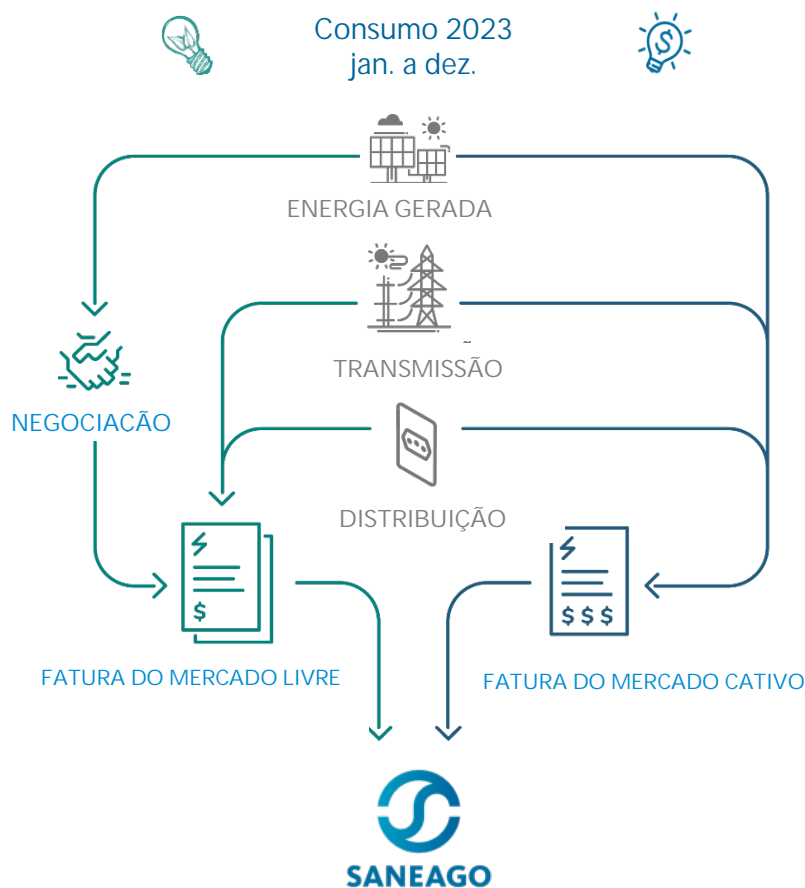 Consumo 2023
jan. a dez.
ENERGIA GERADA
TRANSMISSÃO
NEGOCIAÇÃO
DISTRIBUIÇÃO
$
$ $ $
FATURA DO MERCADO LIVRE
FATURA DO MERCADO CATIVO
SANEAGO